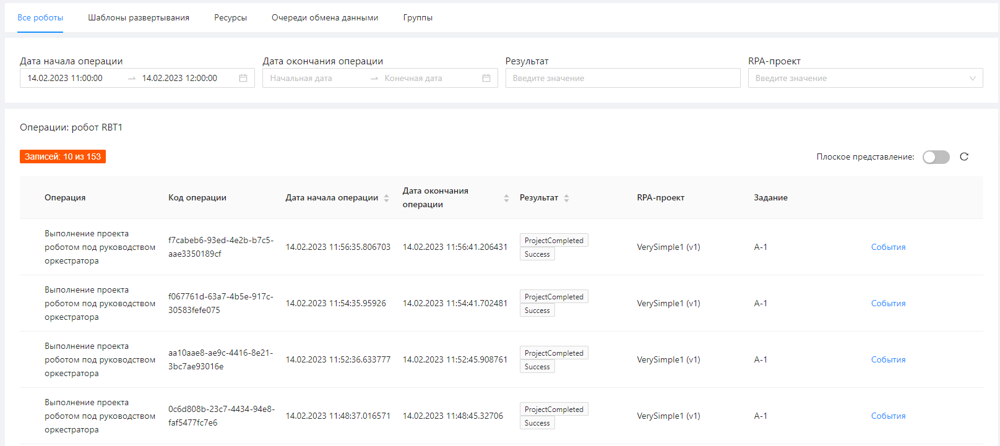 Все роботы Шаблоны развертывания Ресурсы Очереди обмена данными Группы
Дата начала операции Дата окончания операции Результат RPA-проект
14.02.2023 11:00:00 → 14.02.2023 12:00:00 Начальная дата → Конечная дата Введите значение Введите значение
Операции: робот RBT1
Записей: 10 из 153 Плоское представление:
Операция Код операции Дата начала операции Дата окончания операции Результат RPA-проект Задание
Выполнение проекта роботом под руководством оркестратора f7cabeb6-93ed-4e2b-b7c5-aae3350189cf 14.02.2023 11:56:35.806703 14.02.2023 11:56:41.206431 ProjectCompleted Success VerySimple1 (v1) A-1 События
Выполнение проекта роботом под руководством оркестратора f067761d-63a7-4b5e-917c-30583fefe075 14.02.2023 11:54:35.95926 14.02.2023 11:54:41.702481 ProjectCompleted Success VerySimple1 (v1) A-1 События
Выполнение проекта роботом под руководством оркестратора aa10aae8-ae9c-4416-8e21-3bc7ae93016e 14.02.2023 11:52:36.633777 14.02.2023 11:52:45.908761 ProjectCompleted Success VerySimple1 (v1) A-1 События
Выполнение проекта роботом под руководством оркестратора 0c6d808b-23c7-4434-94e8-faf5477fc7e6 14.02.2023 11:48:37.016571 14.02.2023 11:48:45.32706 ProjectCompleted Success VerySimple1 (v1) A-1 События